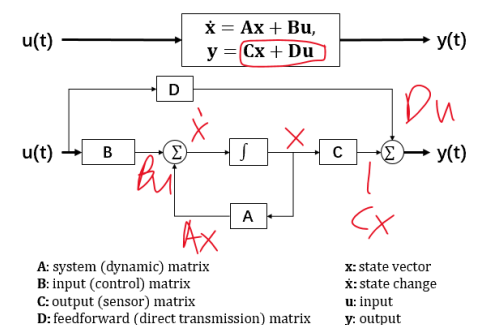 u(t)
ẋ = Ax + Bu,
y = Cx + Du
y(t)
D
Du
u(t)
B
Bu
Σ
ẋ
∫
x
C
Cx
Σ
y(t)
A
Ax
A: system (dynamic) matrix
B: input (control) matrix
C: output (sensor) matrix
D: feedforward (direct transmission) matrix
x: state vector
ẋ: state change
u: input
y: output